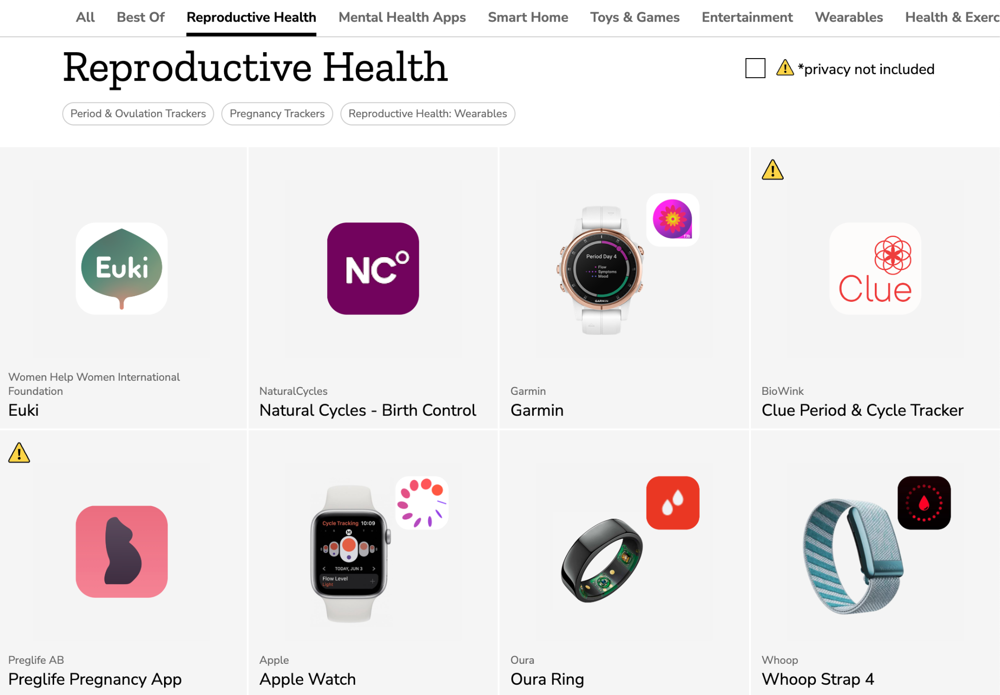 All Best Of Reproductive Health Mental Health Apps Smart Home Toys & Games Entertainment Wearables Health & Exerc
Reproductive Health
*privacy not included
Period & Ovulation Trackers Pregnancy Trackers Reproductive Health: Wearables
Euki
Women Help Women International
Foundation
Euki
NC°
NaturalCycles
Natural Cycles - Birth Control
Period Day 4
Flow
Symptoms
Mood
GARMIN
f3b
Garmin
Garmin
Clue
BioWink
Clue Period & Cycle Tracker
Preglife AB
Preglife Pregnancy App
Cycle Tracking 10:09
M
TODAY, JUN 3
Flow Level
Light
Apple
Apple Watch
Oura
Oura Ring
Whoop
Whoop Strap 4